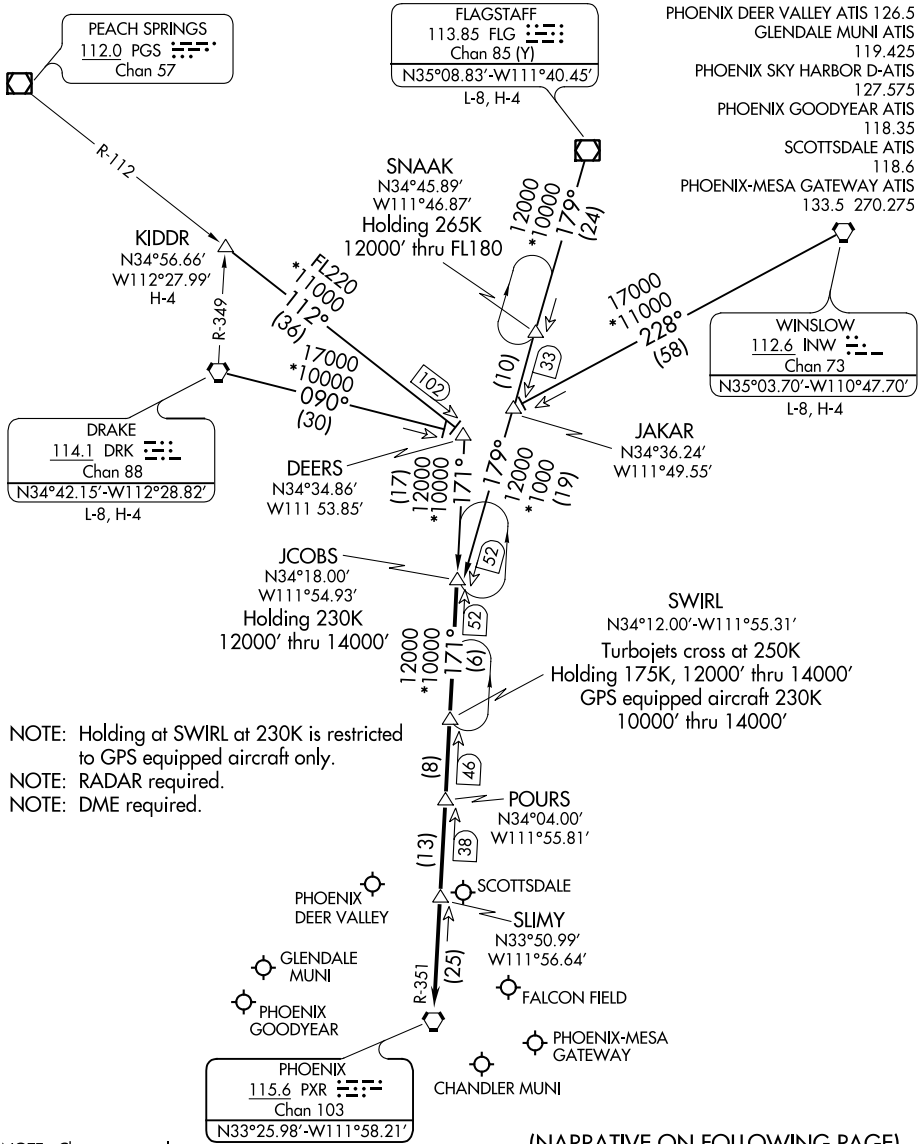 PEACH SPRINGS
112.0 PGS
Chan 57
FLAGSTAFF
113.85 FLG
Chan 85 (Y)
N35°08.83'-W111°40.45'
L-8, H-4
PHOENIX DEER VALLEY ATIS 126.5
GLENDALE MUNI ATIS
119.425
PHOENIX SKY HARBOR D-ATIS
127.575
PHOENIX GOODYEAR ATIS
118.35
SCOTTSDALE ATIS
118.6
PHOENIX-MESA GATEWAY ATIS
133.5 270.275
R-112
SNAAK
N34°45.89'
W111°46.87'
Holding 265K
12000' thru FL180
12000
*10000
179°
(24)
KIDDR
N34°56.66'
W112°27.99'
H-4
R-349
FL220
*11000
112°
(36)
17000
*11000
228°
(58)
WINSLOW
112.6 INW
Chan 73
N35°03.70'-W110°47.70'
L-8, H-4
17000
*10000
090°
(30)
102
(10)
33
DRAKE
114.1 DRK
Chan 88
N34°42.15'-W112°28.82'
L-8, H-4
DEERS
N34°34.86'
W111 53.85'
JAKAR
N34°36.24'
W111°49.55'
(17)
12000
*10000
171°
179°
12000
*1000
(19)
52
JCOBS
N34°18.00'
W111°54.93'
Holding 230K
12000' thru 14000'
52
12000
*10000
171°
(6)
SWIRL
N34°12.00'-W111°55.31'
Turbojets cross at 250K
Holding 175K, 12000' thru 14000'
GPS equipped aircraft 230K
10000' thru 14000'
NOTE: Holding at SWIRL at 230K is restricted
to GPS equipped aircraft only.
NOTE: RADAR required.
NOTE: DME required.
(8)
46
POURS
N34°04.00'
W111°55.81'
(13)
38
PHOENIX
DEER VALLEY
SCOTTSDALE
SLIMY
N33°50.99'
W111°56.64'
GLENDALE
MUNI
R-351
(25)
FALCON FIELD
PHOENIX
GOODYEAR
PHOENIX-MESA
GATEWAY
CHANDLER MUNI
PHOENIX
115.6 PXR
Chan 103
N33°25.98'-W111°58.21'
(NARRATIVE ON FOLLOWING PAGE)